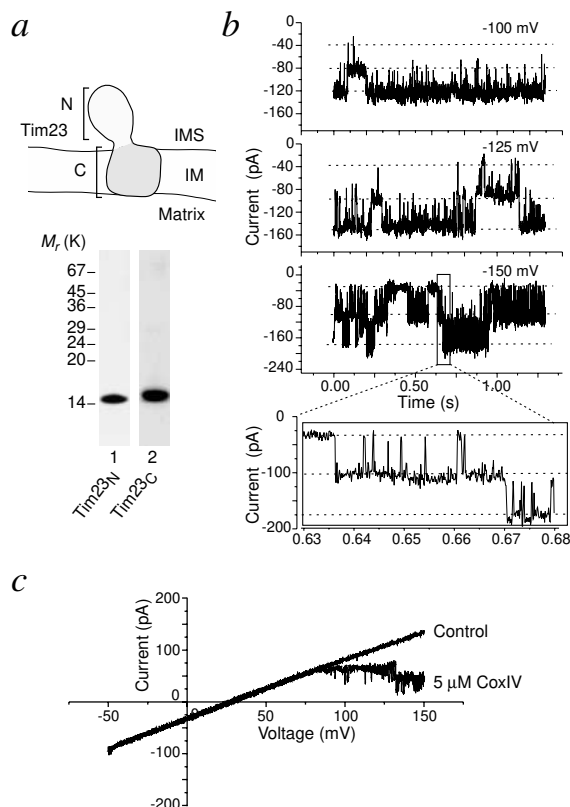 a
N
Tim23
IMS
C
IM
Matrix
Mr (K)
67
45
36
29
24
20
14
1 2
Tim23N Tim23C
b
0
-40
-80
-120
-160
-100 mV
0
-40
-80
-120
-160
-125 mV
Current (pA)
0
-80
-160
-240
-150 mV
0.00 0.50 1.00
Time (s)
0
-100
-200
Current (pA)
0.63 0.64 0.65 0.66 0.67 0.68
c
Current (pA)
200
100
0
-100
-200
-50 0 50 100 150
Voltage (mV)
Control
5 μM CoxIV